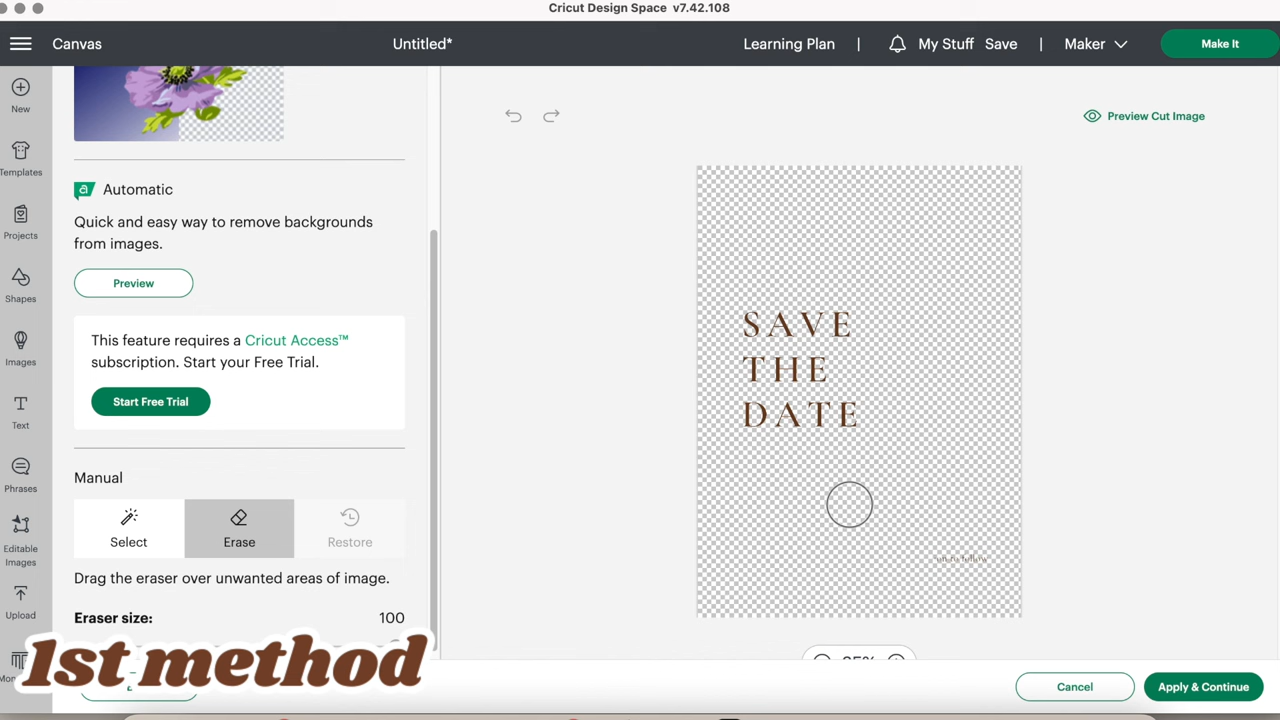 Cricut Design Space v7.42.108
Canvas
Untitled*
Learning Plan | My Stuff Save | Maker
Make It
New
Templates
Projects
Shapes
Images
Text
Phrases
Editable
Images
Upload
Automatic
Quick and easy way to remove backgrounds
from images.
Preview
This feature requires a Cricut Access™
subscription. Start your Free Trial.
Start Free Trial
Manual
Select
Erase
Restore
Drag the eraser over unwanted areas of image.
Eraser size: 100
1st method
Preview Cut Image
SAVE
THE
DATE
to follow
Cancel
Apply & Continue